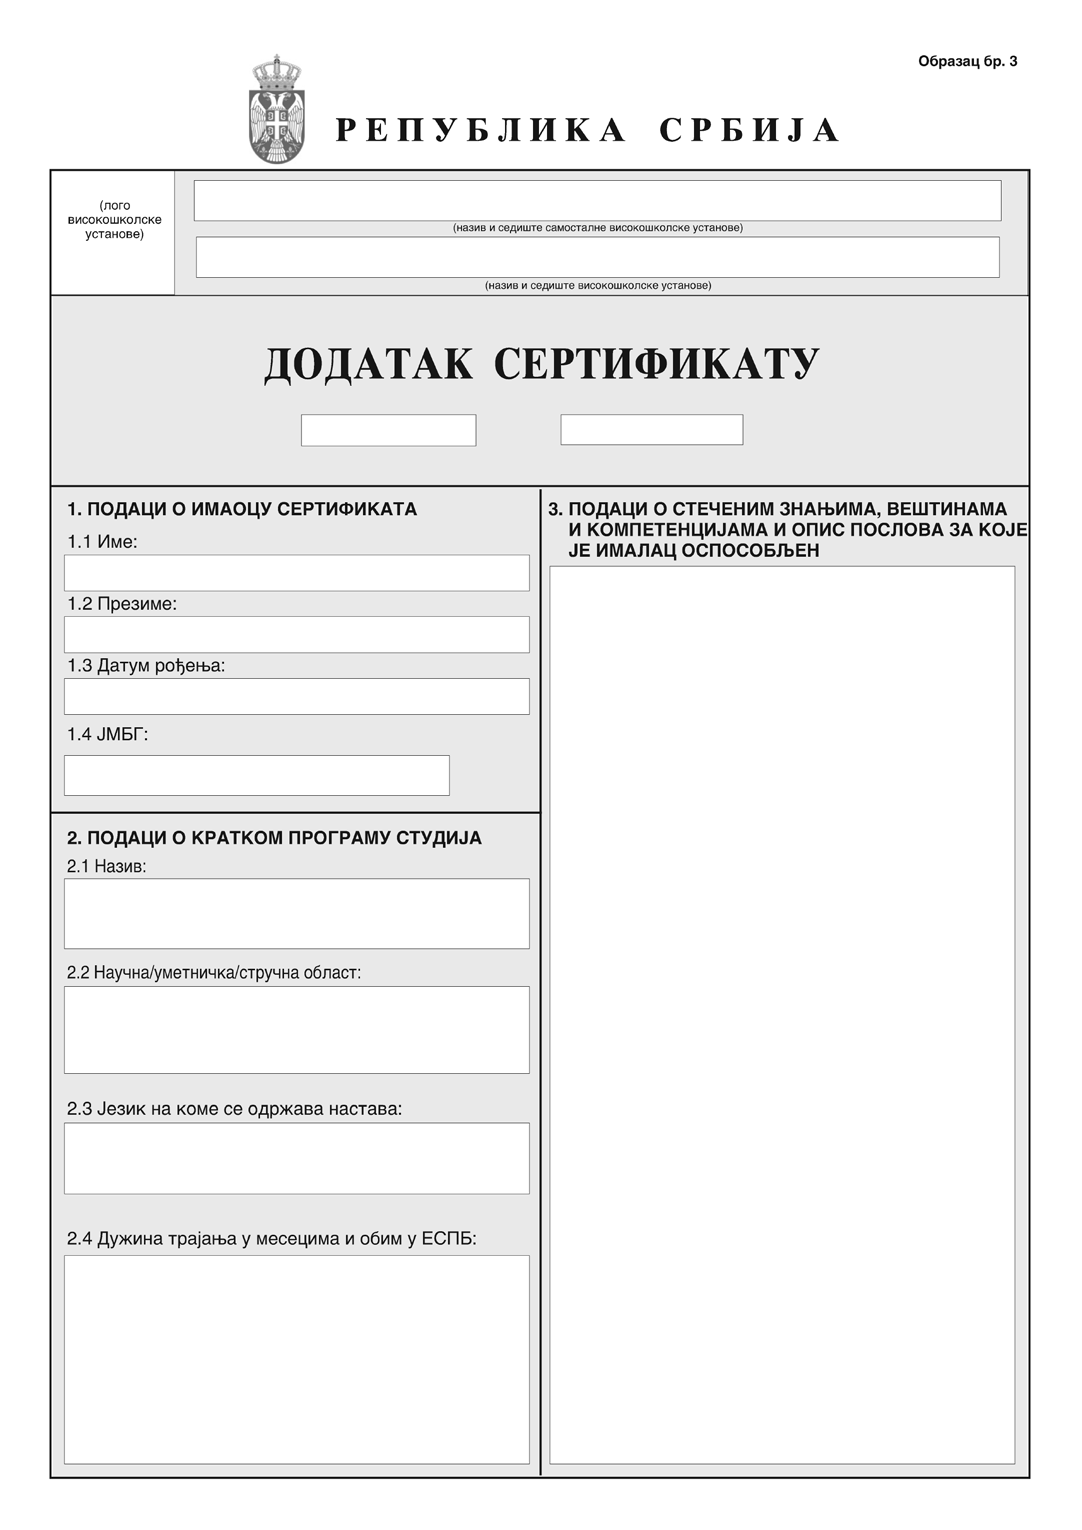 Образац бр. 3
РЕПУБЛИКА СРБИЈА
(лого
високошколске
установе)
(назив и седиште самосталне високошколске установе)
(назив и седиште високошколске установе)
ДОДАТАК СЕРТИФИКАТУ
1. ПОДАЦИ О ИМАОЦУ СЕРТИФИКАТА
1.1 Име:
1.2 Презиме:
1.3 Датум рођења:
1.4 ЈМБГ:
2. ПОДАЦИ О КРАТКОМ ПРОГРАМУ СТУДИЈА
2.1 Назив:
2.2 Научна/уметничка/стручна област:
2.3 Језик на коме се одржава настава:
2.4 Дужина трајања у месецима и обим у ЕСПБ:
3. ПОДАЦИ О СТЕЧЕНИМ ЗНАЊИМА, ВЕШТИНАМА
И КОМПЕТЕНЦИЈАМА И ОПИС ПОСЛОВА ЗА КОЈЕ
ЈЕ ИМАЛАЦ ОСПОСОБЉЕН